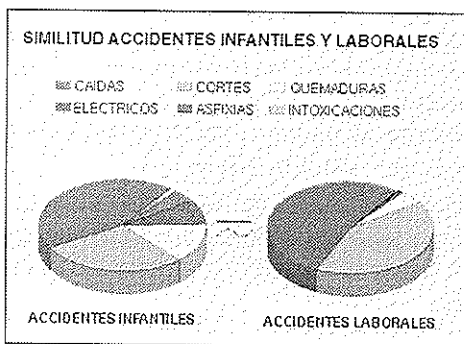 SIMILITUD ACCIDENTES INFANTILES Y LABORALES
CAIDAS CORTES QUEMADURAS
ELECTRICOS ASFIXIAS INTOXICACIONES
ACCIDENTES INFANTILES ACCIDENTES LABORALES